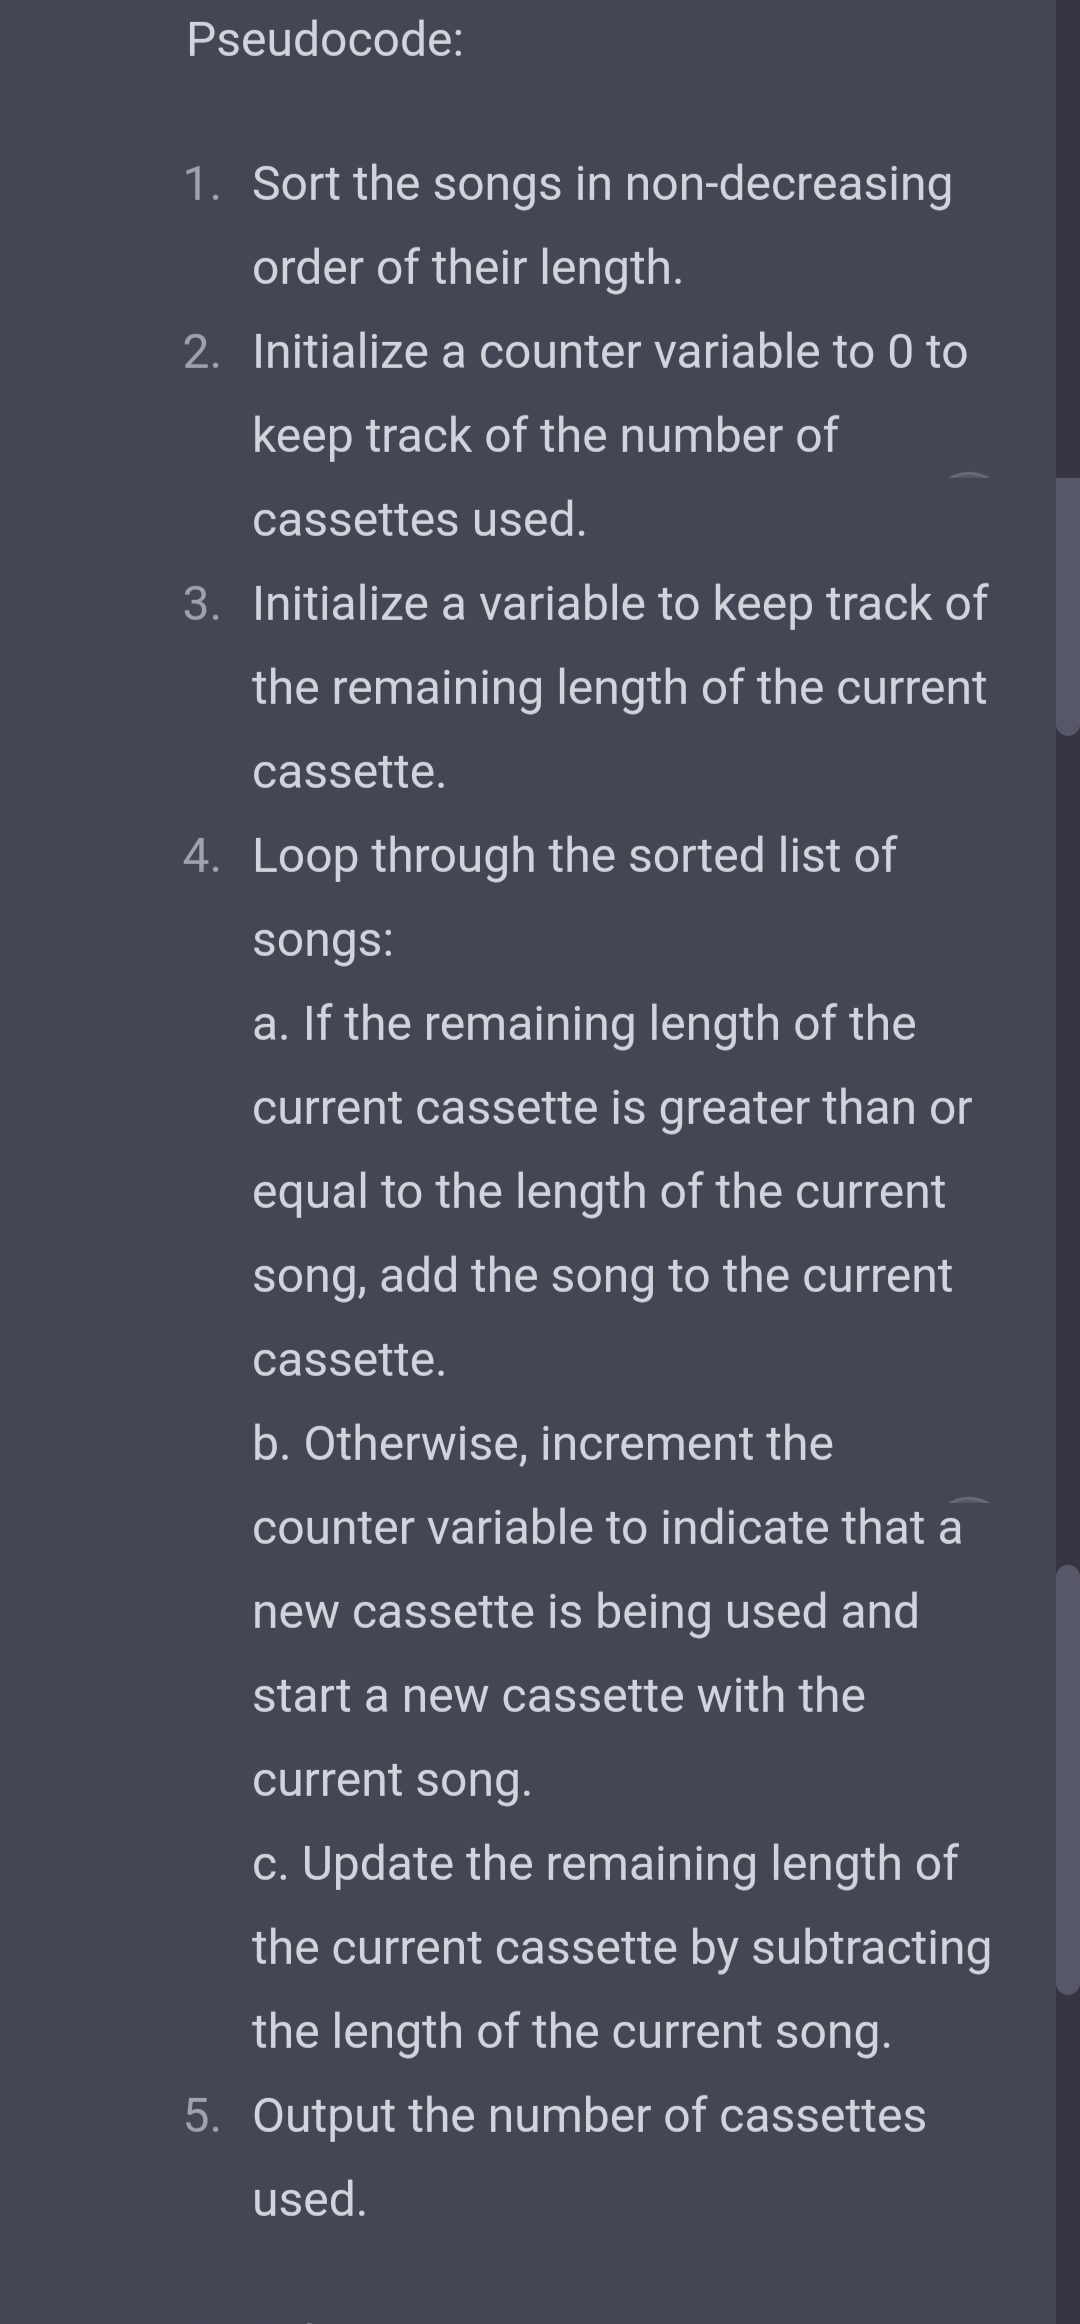 Pseudocode:
1. Sort the songs in non-decreasing
order of their length.
2. Initialize a counter variable to 0 to
keep track of the number of
cassettes used.
3. Initialize a variable to keep track of
the remaining length of the current
cassette.
4. Loop through the sorted list of
songs:
a. If the remaining length of the
current cassette is greater than or
equal to the length of the current
song, add the song to the current
cassette.
b. Otherwise, increment the
counter variable to indicate that a
new cassette is being used and
start a new cassette with the
current song.
c. Update the remaining length of
the current cassette by subtracting
the length of the current song.
5. Output the number of cassettes
used.